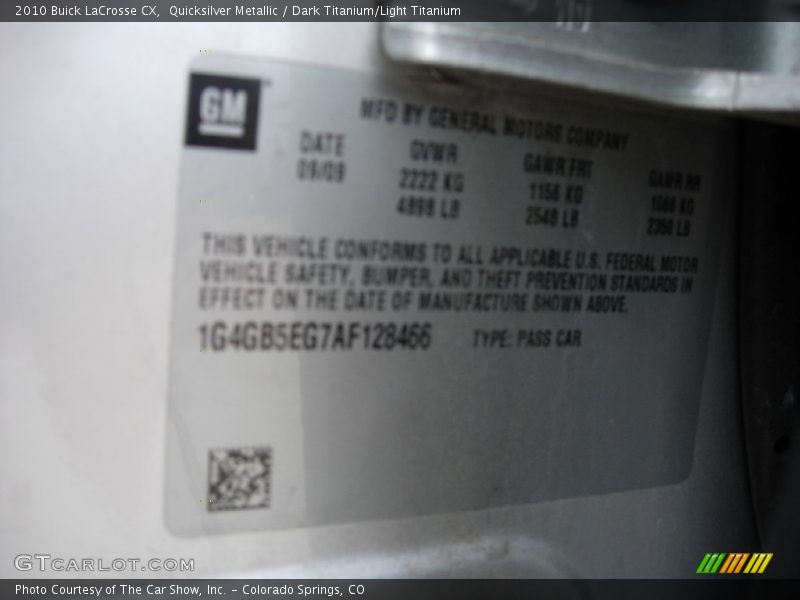 2010 Buick LaCrosse CX,  Quicksilver Metallic / Dark Titanium/Light Titanium
GM
MFD BY GENERAL MOTORS COMPANY
DATE GVWR GAWR FRT GAWR RR
09/09 2222 KG 1156 KG 1066 KG
4898 LB 2548 LB 2350 LB
THIS VEHICLE CONFORMS TO ALL APPLICABLE U.S. FEDERAL MOTOR
VEHICLE SAFETY, BUMPER, AND THEFT PREVENTION STANDARDS IN
EFFECT ON THE DATE OF MANUFACTURE SHOWN ABOVE.
1G4GB5EG7AF128466 TYPE: PASS CAR
GTCARLOT.COM
Photo Courtesy of The Car Show, Inc. – Colorado Springs, CO